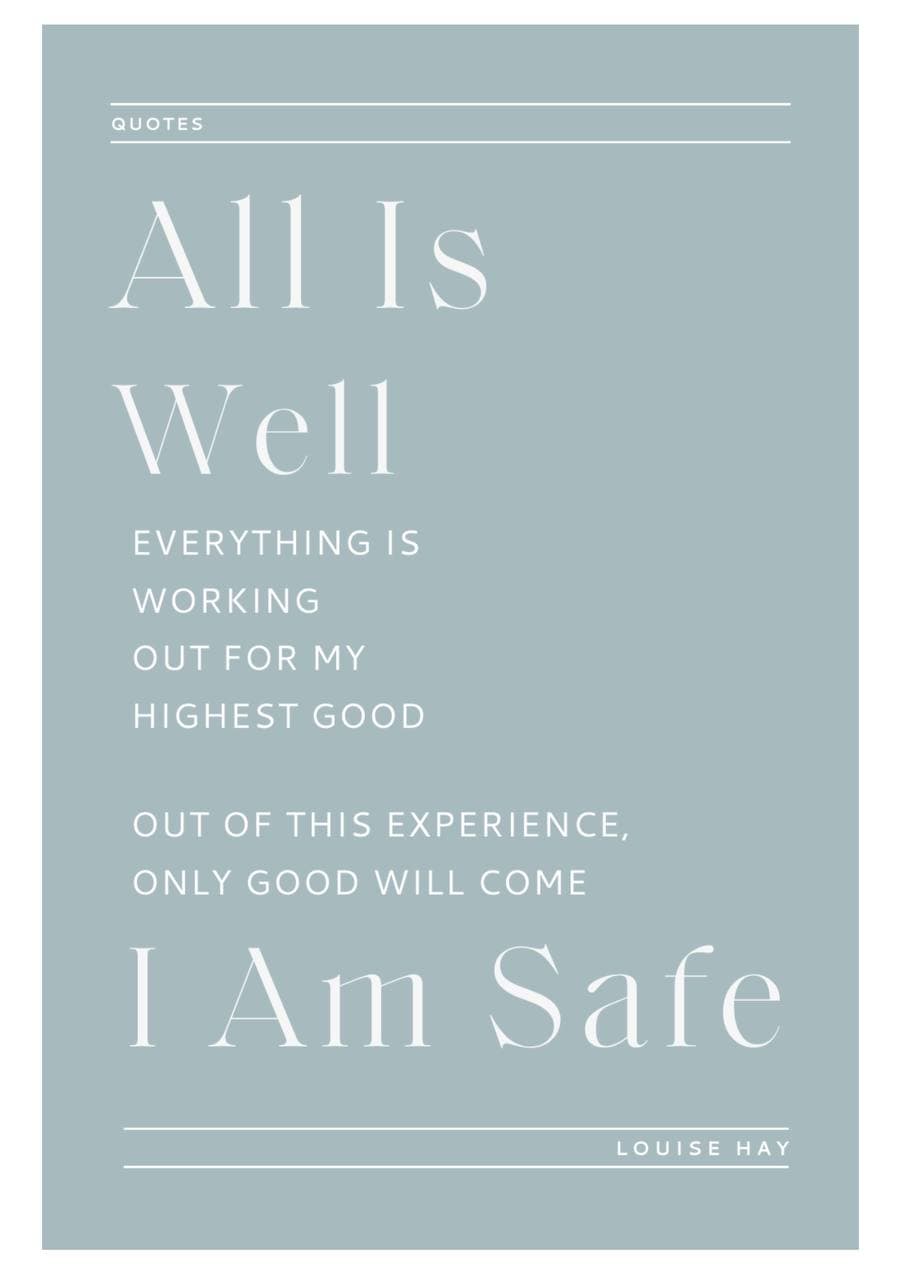 QUOTES
All Is
Well
EVERYTHING IS
WORKING
OUT FOR MY
HIGHEST GOOD
OUT OF THIS EXPERIENCE,
ONLY GOOD WILL COME
I Am Safe
LOUISE HAY